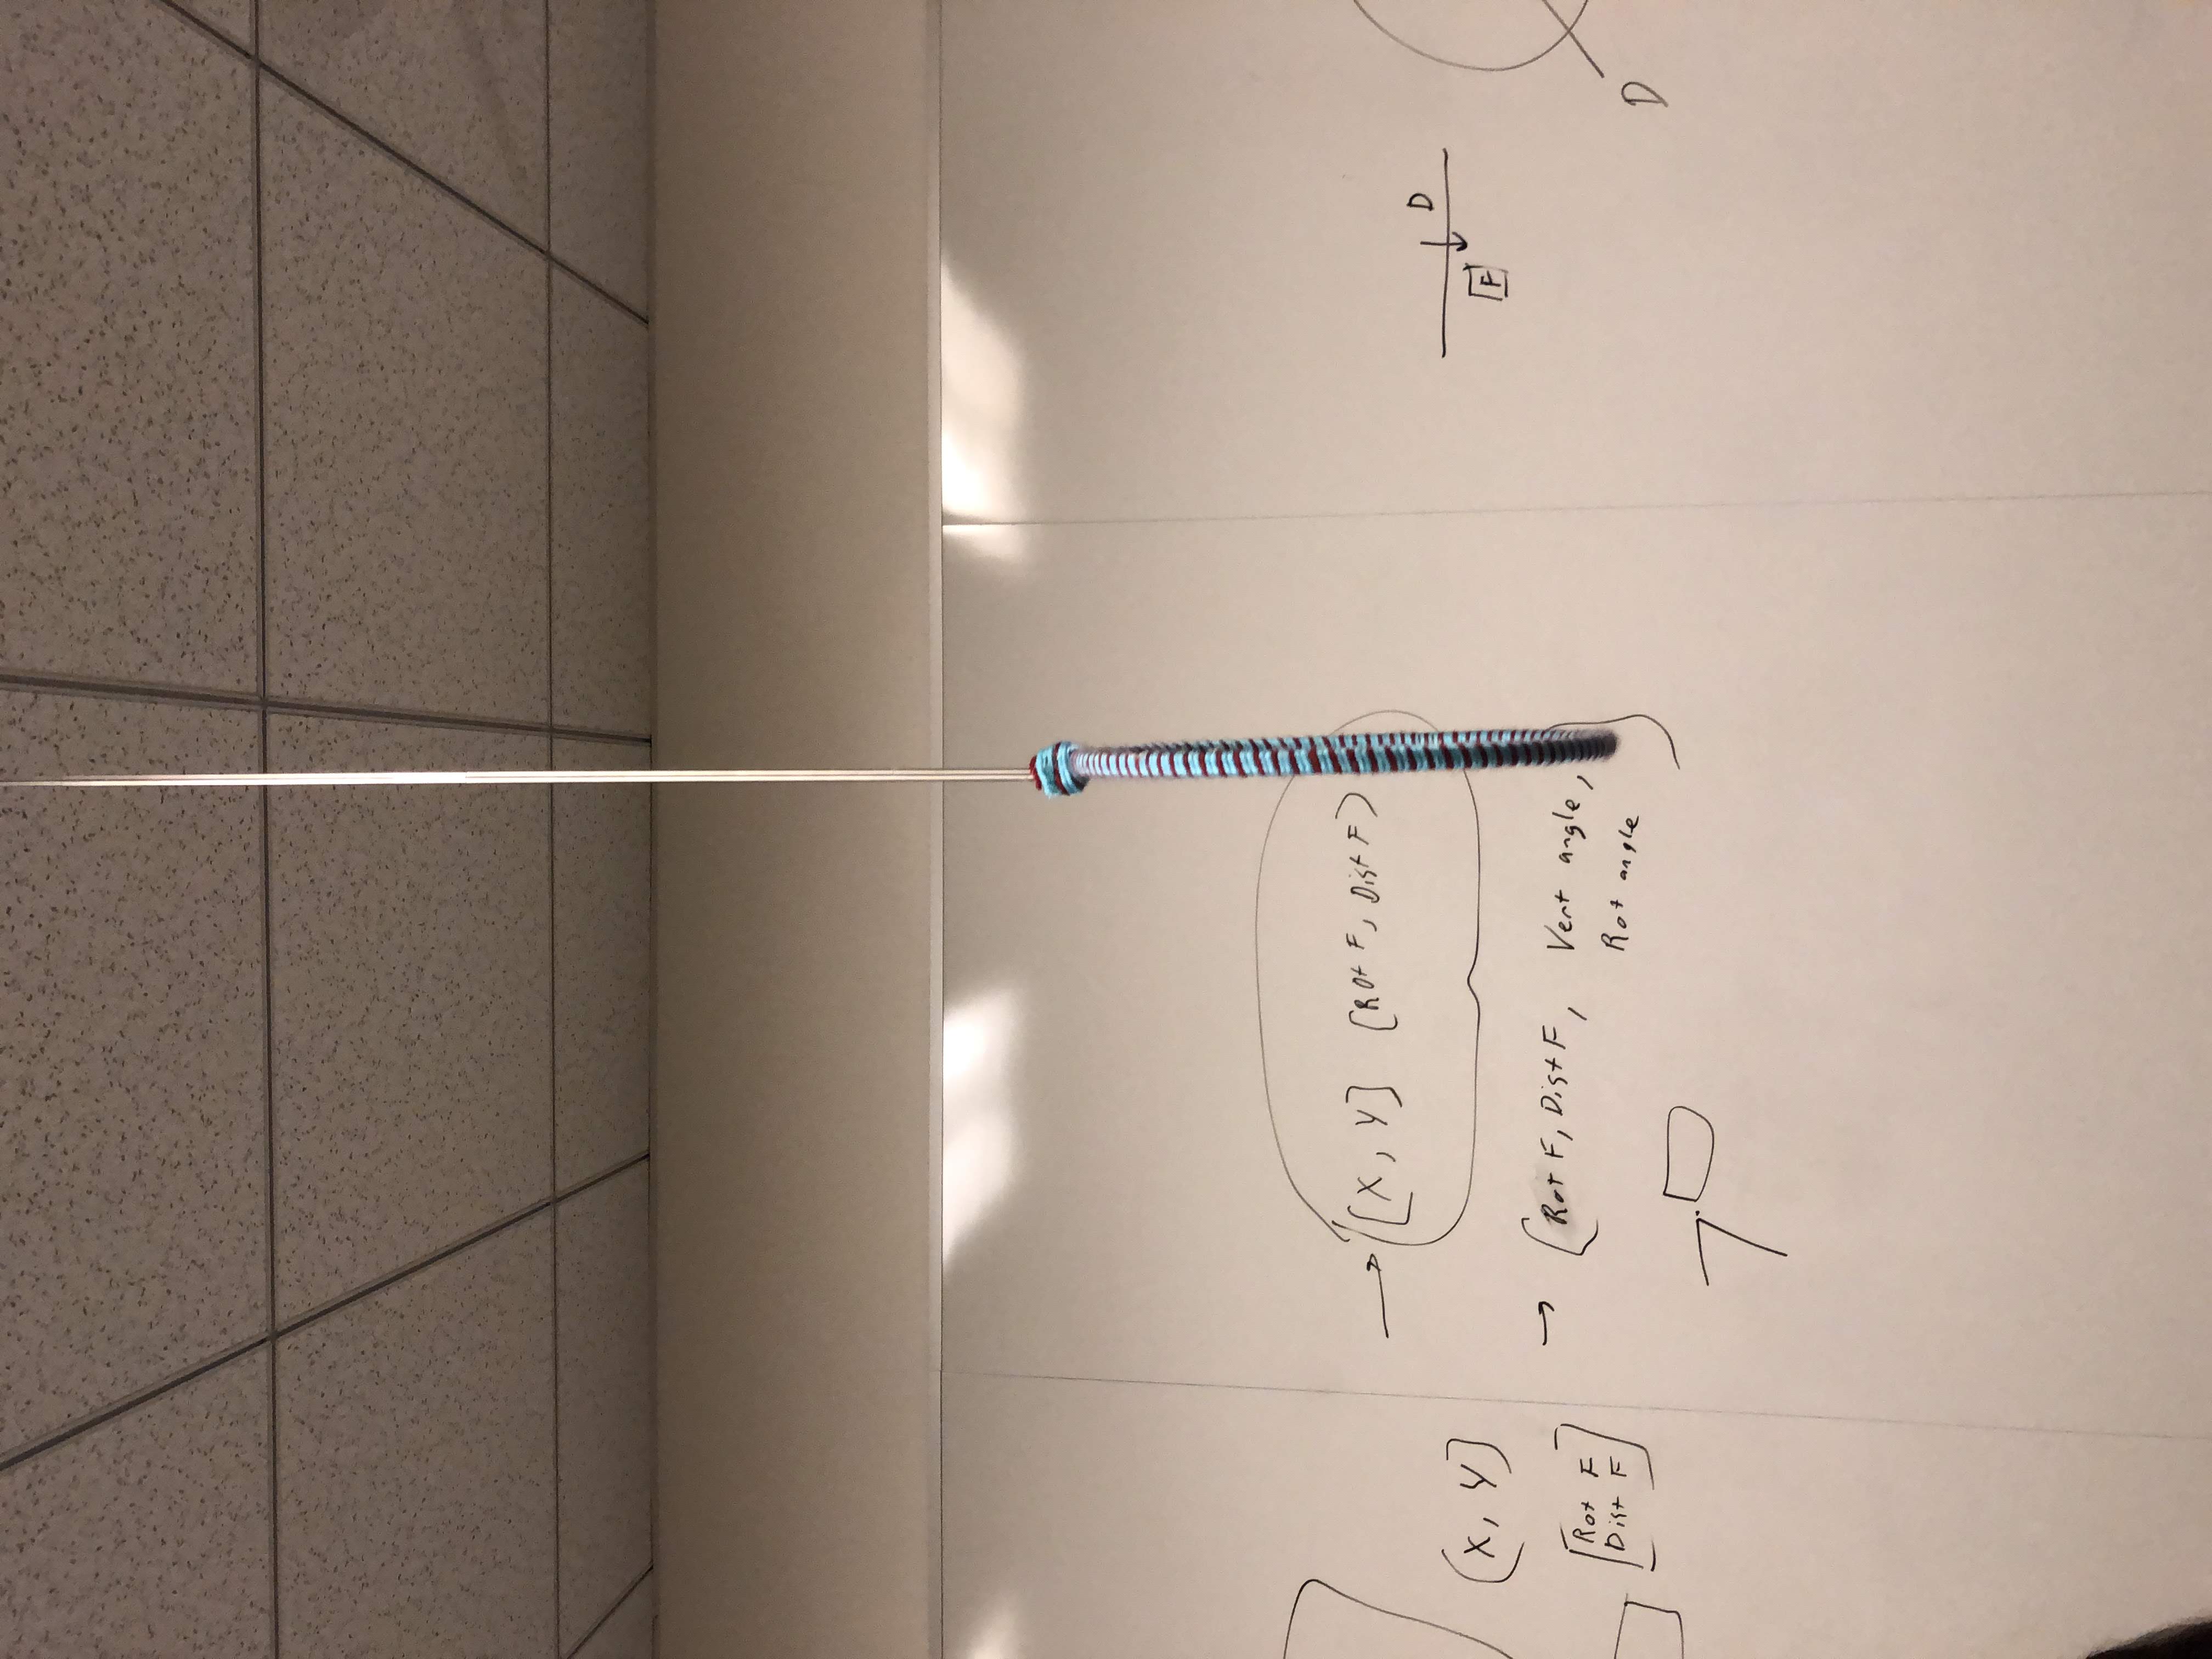 (X, Y]
[Rot F
Dist F]
→ [X, Y] [Rot F, Dist F)
→ [Rot F, Dist F, Vert angle,
Rot angle]
D
F
D